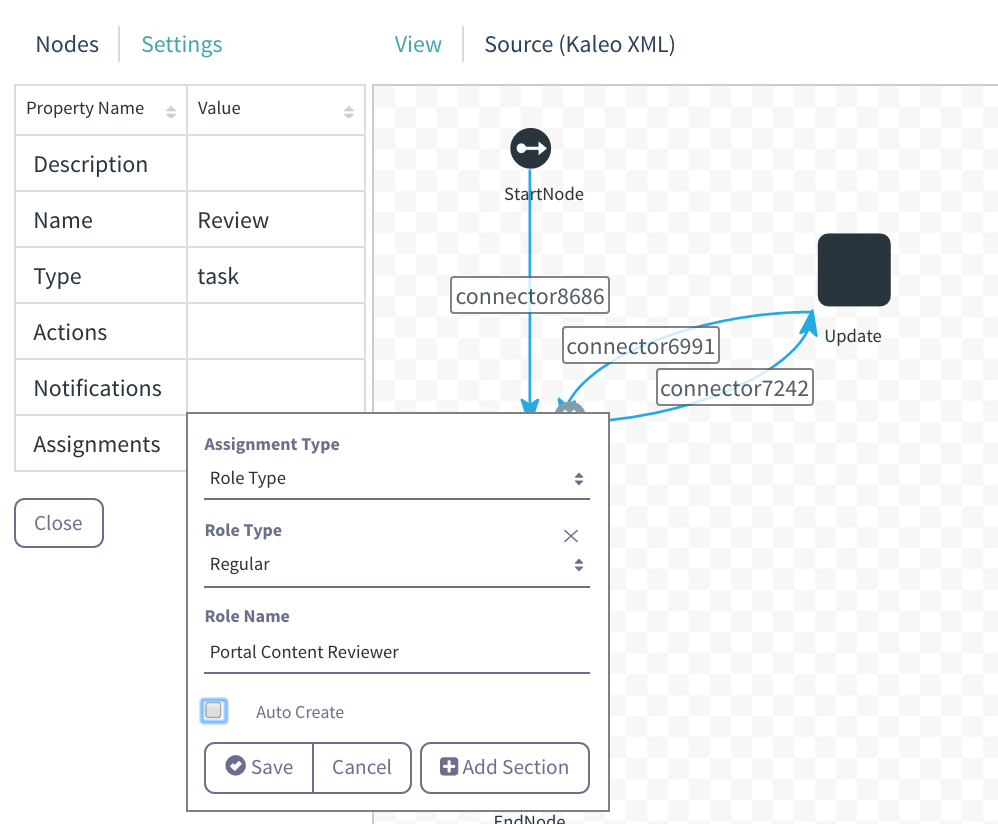 Nodes
Settings
View
Source (Kaleo XML)
Property Name
Value
Description
Name
Review
Type
task
Actions
Notifications
Assignments
Close
StartNode
connector8686
connector6991
connector7242
Update
Assignment Type
Role Type
Role Type
Regular
Role Name
Portal Content Reviewer
Auto Create
Save
Cancel
Add Section
EndNode